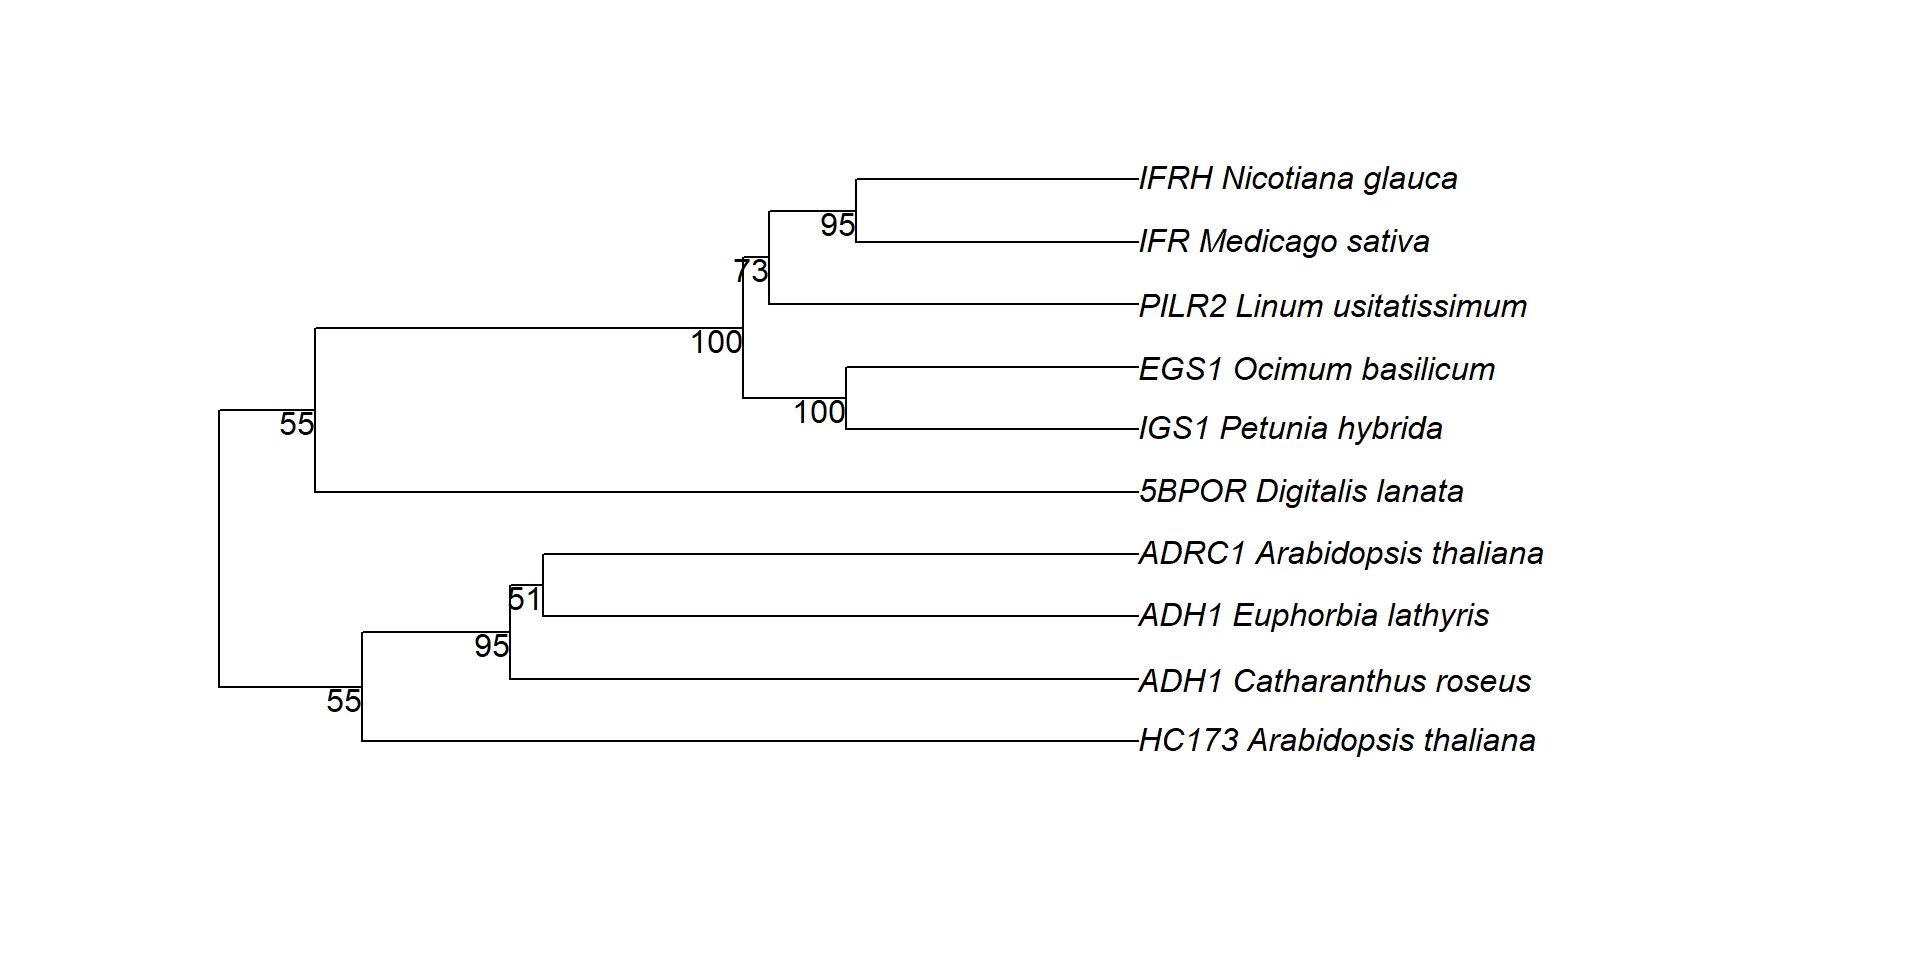 IFRH Nicotiana glauca
95
IFR Medicago sativa
73
PILR2 Linum usitatissimum
100
EGS1 Ocimum basilicum
100
IGS1 Petunia hybrida
55
5BPOR Digitalis lanata
ADRC1 Arabidopsis thaliana
51
ADH1 Euphorbia lathyris
95
ADH1 Catharanthus roseus
55
HC173 Arabidopsis thaliana